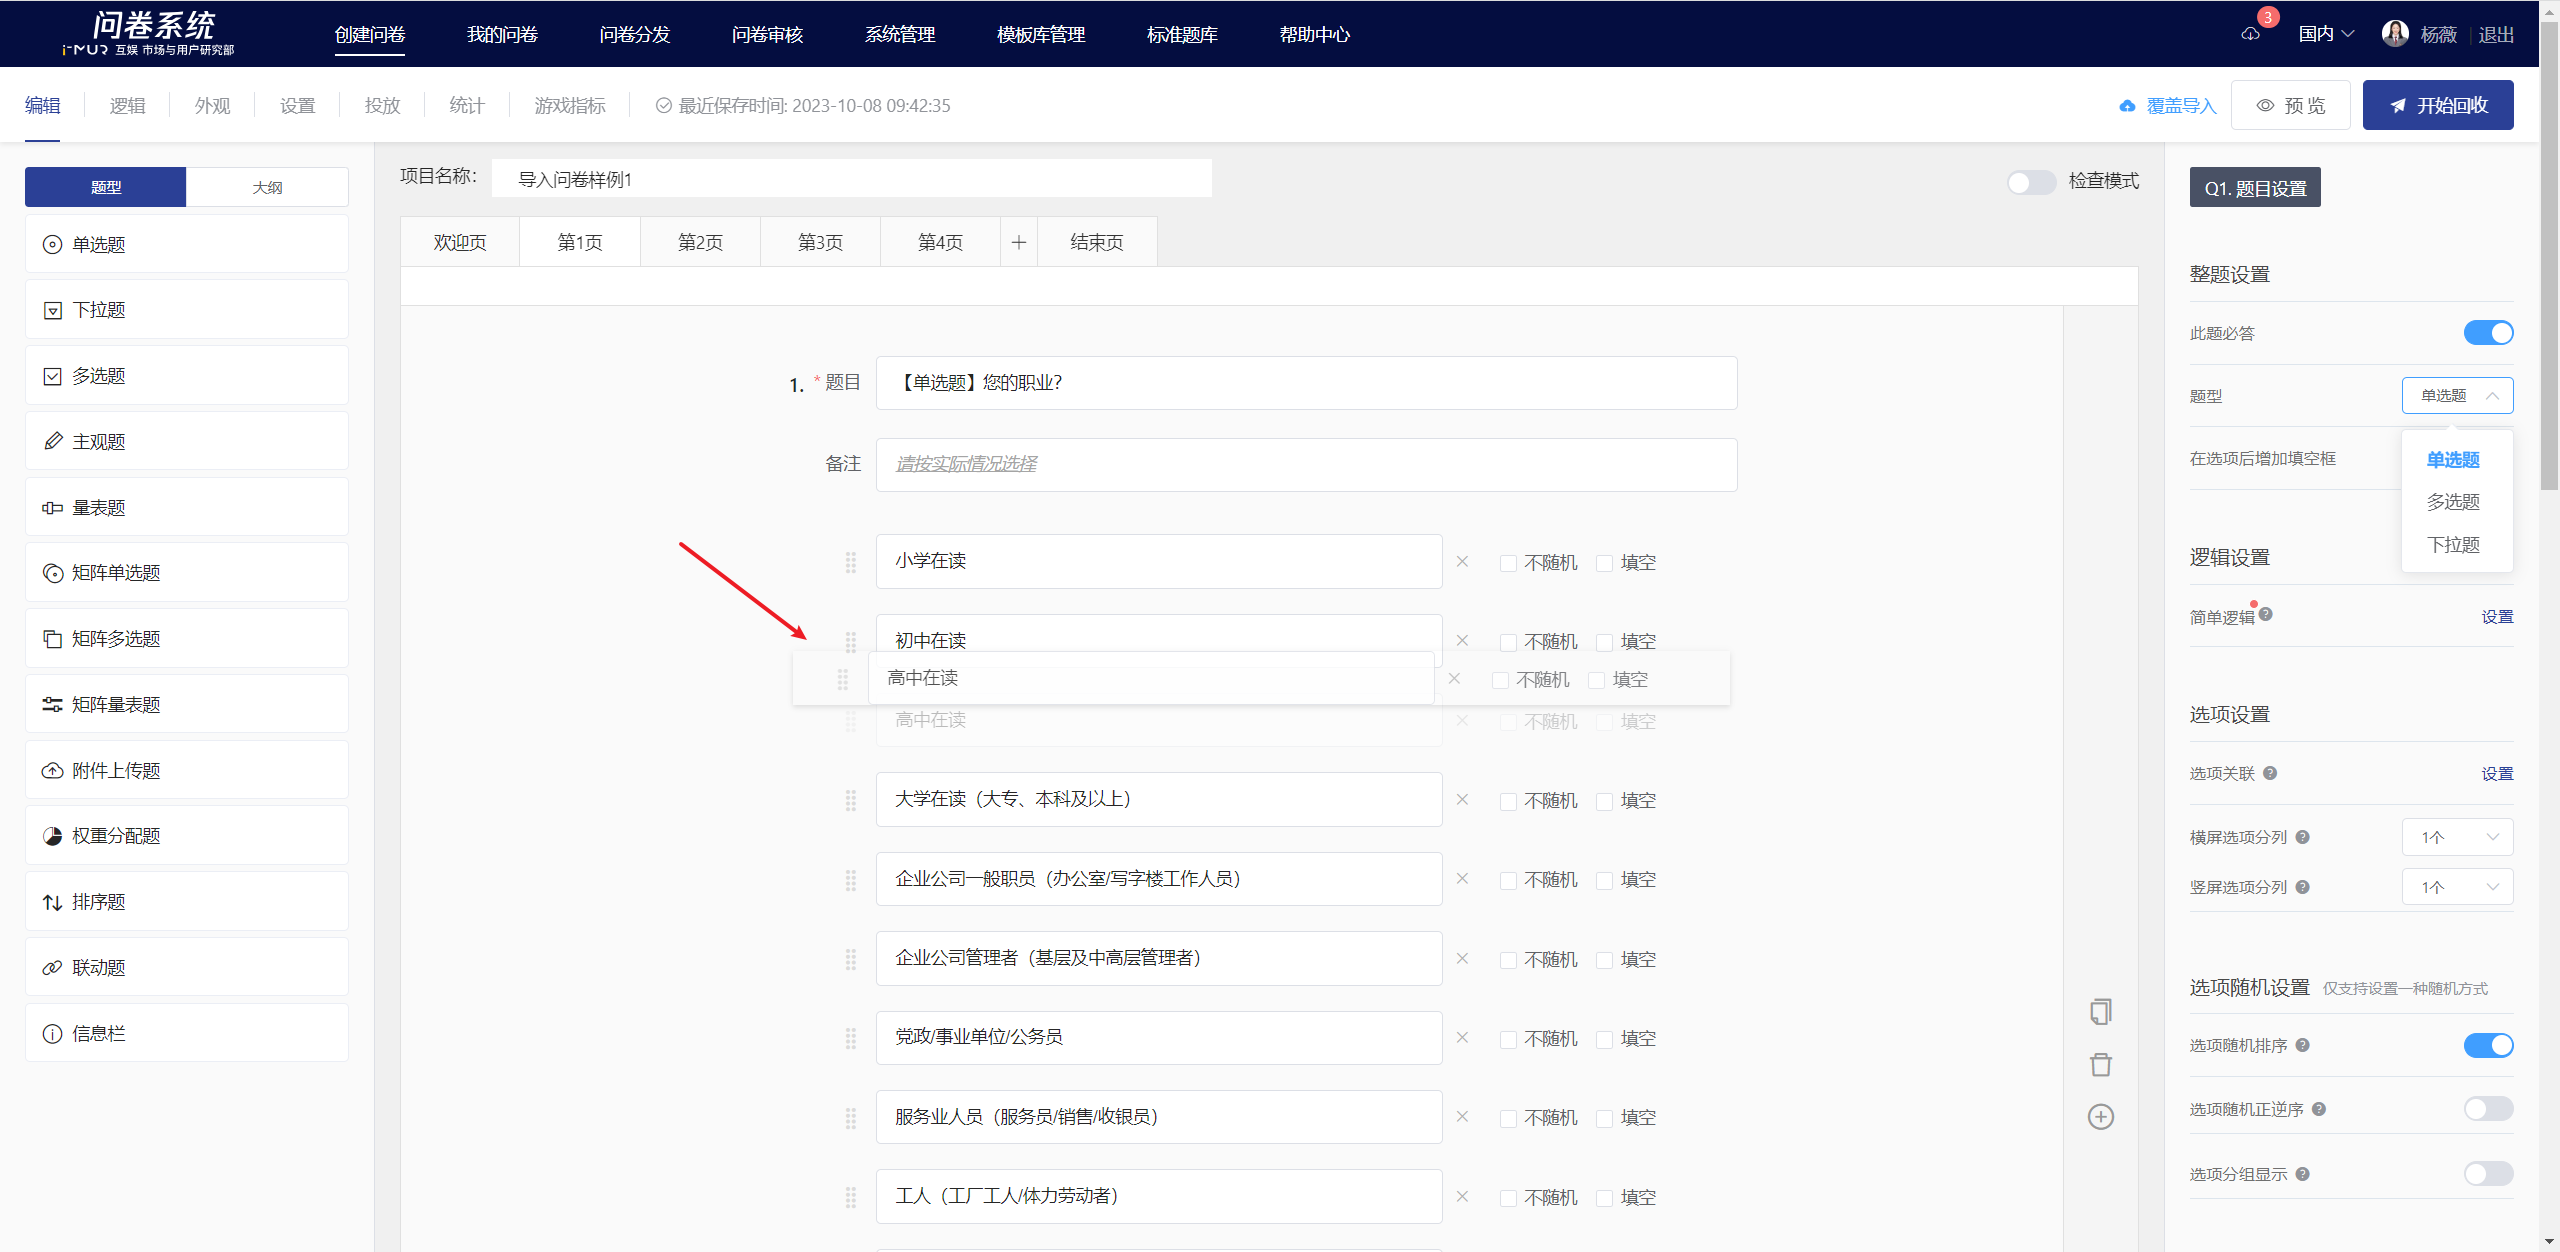 问卷系统
i-MUR 互娱 市场与用户研究部
创建问卷 我的问卷 问卷分发 问卷审核 系统管理 模板库管理 标准题库 帮助中心
3
国内 杨薇 退出
编辑 逻辑 外观 设置 投放 统计 游戏指标 最近保存时间: 2023-10-08 09:42:35
覆盖导入 预 览 开始回收
题型 大纲
单选题
下拉题
多选题
主观题
量表题
矩阵单选题
矩阵多选题
矩阵量表题
附件上传题
权重分配题
排序题
联动题
信息栏
项目名称: 导入问卷样例1
检查模式
欢迎页 第1页 第2页 第3页 第4页 + 结束页
1. * 题目 【单选题】您的职业?
备注 请按实际情况选择
小学在读 × 不随机 填空
初中在读 × 不随机 填空
高中在读 × 不随机 填空
高中在读 × 不随机 填空
大学在读（大专、本科及以上） × 不随机 填空
企业公司一般职员（办公室/写字楼工作人员） × 不随机 填空
企业公司管理者（基层及中高层管理者） × 不随机 填空
党政/事业单位/公务员 × 不随机 填空
服务业人员（服务员/销售/收银员） × 不随机 填空
工人（工厂工人/体力劳动者） × 不随机 填空
Q1. 题目设置
整题设置
此题必答
题型 单选题
单选题
多选题
下拉题
在选项后增加填空框
逻辑设置
简单逻辑 ? 设置
选项设置
选项关联 ? 设置
横屏选项分列 ? 1个
竖屏选项分列 ? 1个
选项随机设置 仅支持设置一种随机方式
选项随机排序 ?
选项随机正逆序 ?
选项分组显示 ?